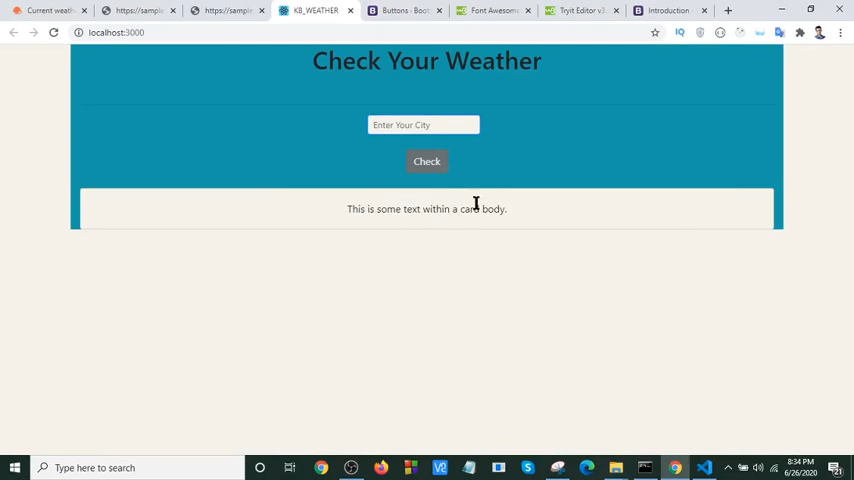 Current weath
https://sample
https://sample
KB_WEATHER
Buttons - Boot
Font Awesom
Tryit Editor v3
Introduction
localhost:3000
Check Your Weather
Enter Your City
Check
This is some text within a card body.
Type here to search
8:34 PM
6/26/2020
21